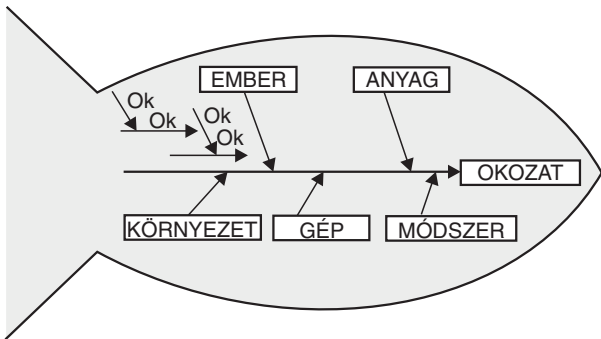 EMBER
ANYAG
Ok
Ok
Ok
Ok
OKOZAT
KÖRNYEZET
GÉP
MÓDSZER